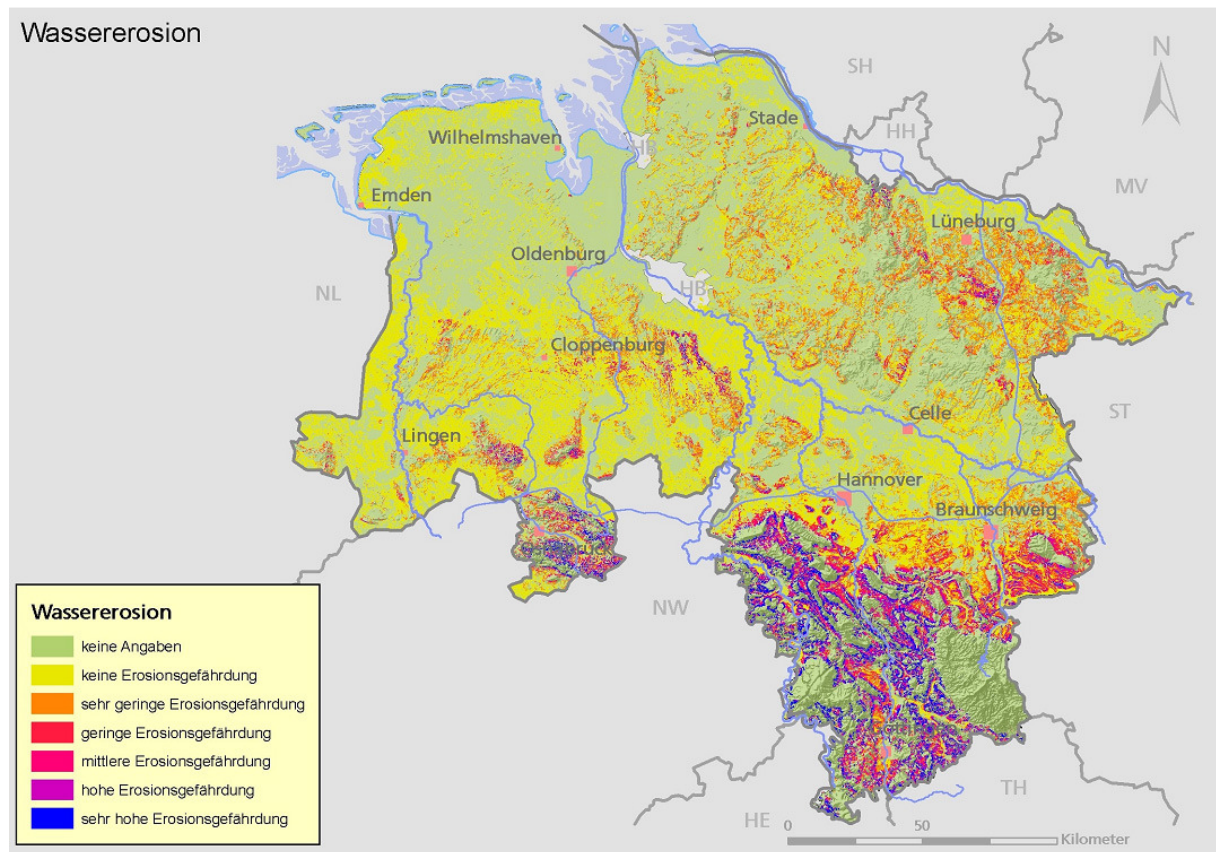 Wassererosion
N
SH
HH
MV
HB
Stade
Wilhelmshaven
Emden
Lüneburg
Oldenburg
HB
NL
Cloppenburg
ST
Celle
Lingen
Hannover
Braunschweig
Osnabrück
NW
TH
HE
0 50
Kilometer
Wassererosion
keine Angaben
keine Erosionsgefährdung
sehr geringe Erosionsgefährdung
geringe Erosionsgefährdung
mittlere Erosionsgefährdung
hohe Erosionsgefährdung
sehr hohe Erosionsgefährdung